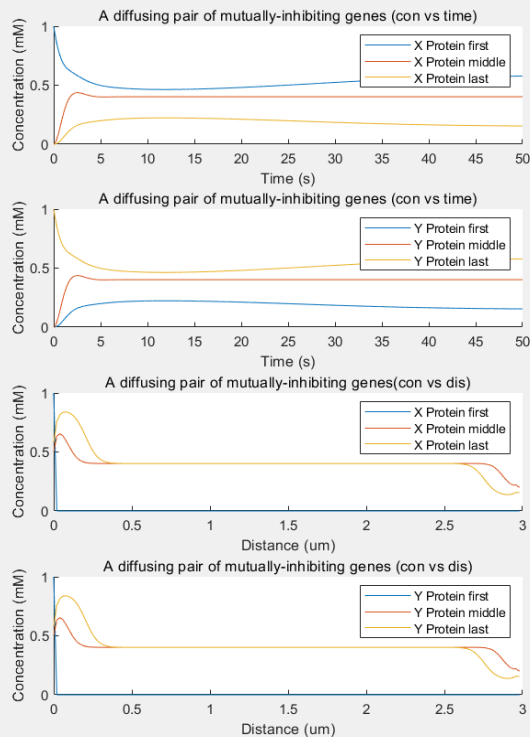 A diffusing pair of mutually-inhibiting genes (con vs time)
Concentration (mM)
1
0.5
0
X Protein first
X Protein middle
X Protein last
0 5 10 15 20 25 30 35 40 45 50
Time (s)
A diffusing pair of mutually-inhibiting genes (con vs time)
Concentration (mM)
1
0.5
0
Y Protein first
Y Protein middle
Y Protein last
0 5 10 15 20 25 30 35 40 45 50
Time (s)
A diffusing pair of mutually-inhibiting genes(con vs dis)
Concentration (mM)
1
0.5
0
X Protein first
X Protein middle
X Protein last
0 0.5 1 1.5 2 2.5 3
Distance (um)
A diffusing pair of mutually-inhibiting genes (con vs dis)
Concentration (mM)
1
0.5
0
Y Protein first
Y Protein middle
Y Protein last
0 0.5 1 1.5 2 2.5 3
Distance (um)